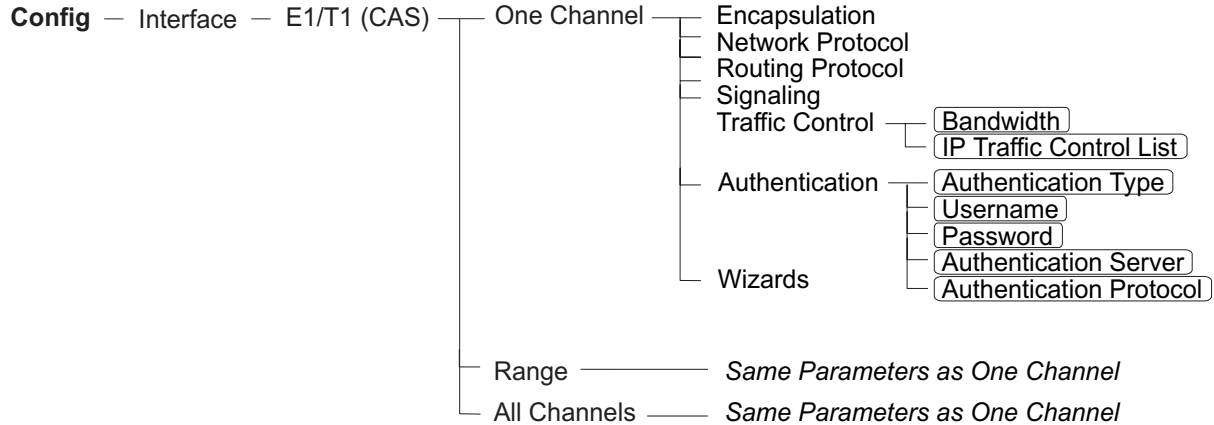 Config Interface E1/T1 (CAS) One Channel Encapsulation
Network Protocol
Routing Protocol
Signaling
Traffic Control Bandwidth
IP Traffic Control List
Authentication Authentication Type
Username
Password
Authentication Server
Wizards Authentication Protocol
Range Same Parameters as One Channel
All Channels Same Parameters as One Channel